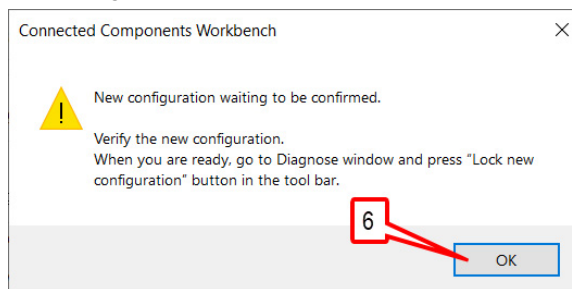 Connected Components Workbench
New configuration waiting to be confirmed.
Verify the new configuration.
When you are ready, go to Diagnose window and press "Lock new
configuration" button in the tool bar.
6
OK